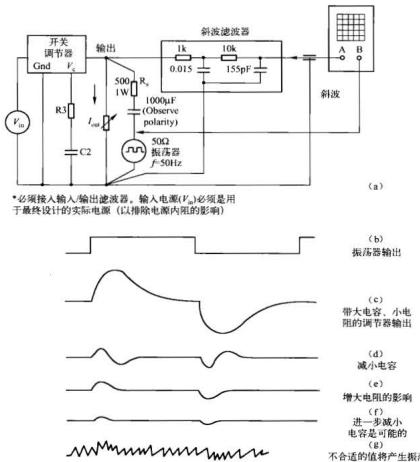 开关
调节器
Gnd
Vc
输出
斜波滤波器
1k
10k
0.015
155pF
A
B
斜波
500
1W
Rs
1000μF
(Observe
polarity)
R3
C2
Vin
Iout
50Ω
振荡器
f=50Hz
(a)
*必须接入输入/输出滤波器。输入电源(Vin)必须是用
于最终设计的实际电源（以排除电源内阻的影响）
(b)
振荡器输出
(c)
带大电容、小电
阻的调节器输出
(d)
减小电容
(e)
增大电阻的影响
(f)
进一步减小
电容是可能的
(g)
不合适的值将产生振